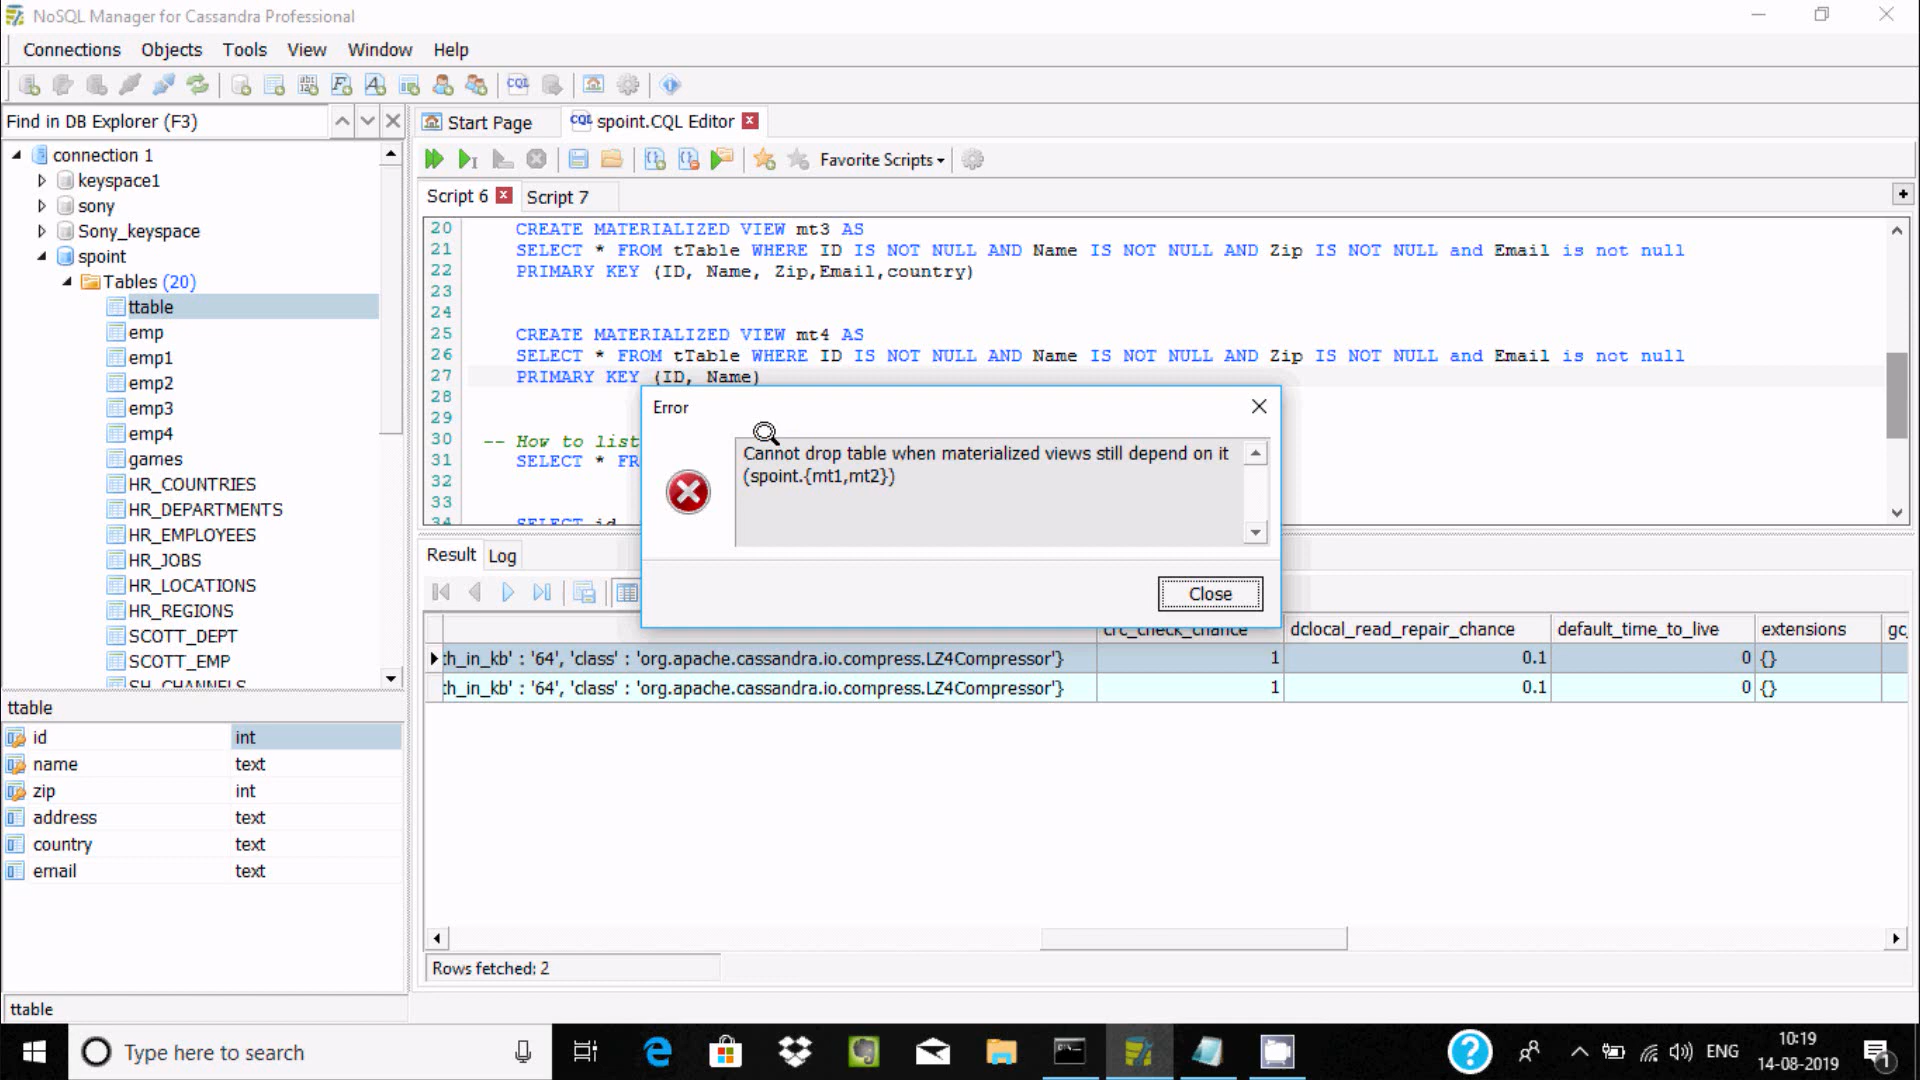 NoSQL Manager for Cassandra Professional
Connections Objects Tools View Window Help
Find in DB Explorer (F3)
Start Page
CQL spoint.CQL Editor
connection 1
keyspace1
sony
Sony_keyspace
spoint
Tables (20)
ttable
emp
emp1
emp2
emp3
emp4
games
HR_COUNTRIES
HR_DEPARTMENTS
HR_EMPLOYEES
HR_JOBS
HR_LOCATIONS
HR_REGIONS
SCOTT_DEPT
SCOTT_EMP
SH_CHANNELS
Favorite Scripts
Script 6
Script 7
20 CREATE MATERIALIZED VIEW mt3 AS
21 SELECT * FROM tTable WHERE ID IS NOT NULL AND Name IS NOT NULL AND Zip IS NOT NULL and Email is not null
22 PRIMARY KEY (ID, Name, Zip,Email,country)
23
24
25 CREATE MATERIALIZED VIEW mt4 AS
26 SELECT * FROM tTable WHERE ID IS NOT NULL AND Name IS NOT NULL AND Zip IS NOT NULL and Email is not null
27 PRIMARY KEY (ID, Name)
28
29
30 -- How to list
31 SELECT * FR
32
33
34 SELECT id
Error
Cannot drop table when materialized views still depend on it
(spoint.{mt1,mt2})
Close
Result Log
crc_check_chance dclocal_read_repair_chance default_time_to_live extensions gc_
:h_in_kb' : '64', 'class' : 'org.apache.cassandra.io.compress.LZ4Compressor'} 1 0.1 0 {}
:h_in_kb' : '64', 'class' : 'org.apache.cassandra.io.compress.LZ4Compressor'} 1 0.1 0 {}
Rows fetched: 2
ttable
id int
name text
zip int
address text
country text
email text
ttable
Type here to search
ENG
10:19
14-08-2019
1